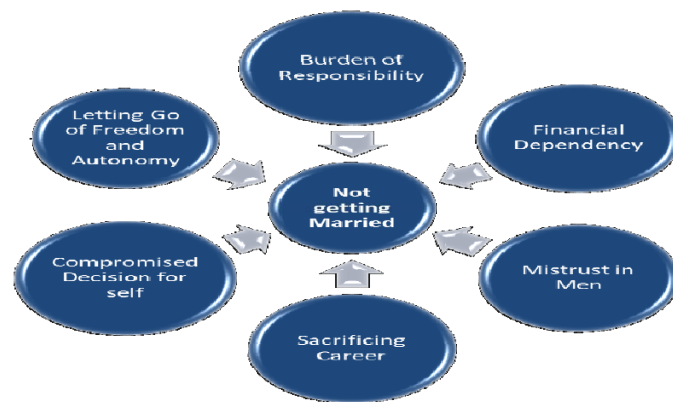 Burden of
Responsibility
Letting Go
of Freedom
and
Autonomy
Financial
Dependency
Not
getting
Married
Compromised
Decision for
self
Mistrust in
Men
Sacrificing
Career